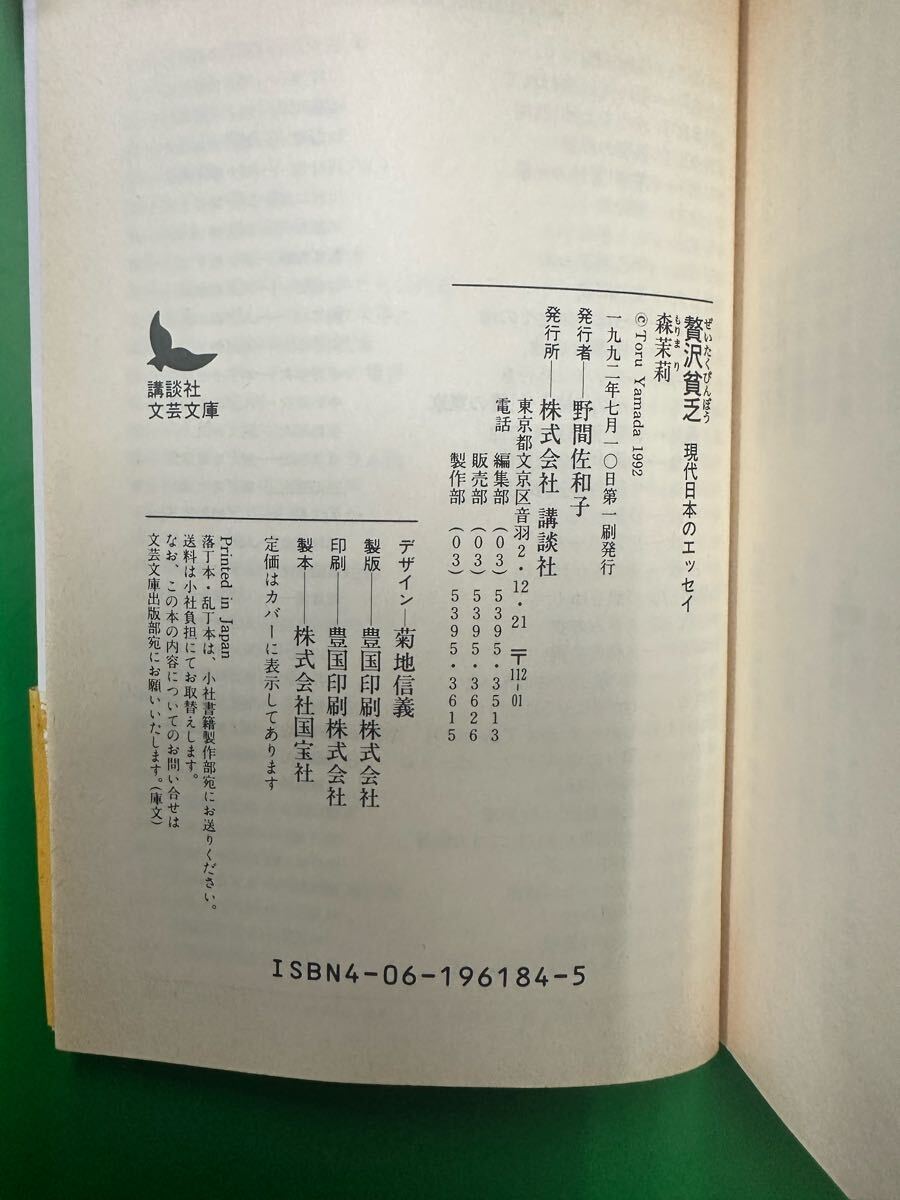 贅沢貧乏 現代日本のエッセイ
ぜいたくびんぼう
森茉莉
もりまり
© Toru Yamada 1992
一九九二年七月一〇日第一刷発行
発行者――野間佐和子
発行所――株式会社 講談社
東京都文京区音羽2・12・21 〒112-01
電話 編集部 (03) 5395・3513
販売部 (03) 5395・3626
製作部 (03) 5395・3615
デザイン―菊地信義
製版――豊国印刷株式会社
印刷――豊国印刷株式会社
製本――株式会社国宝社
定価はカバーに表示してあります
Printed in Japan
落丁本・乱丁本は、小社書籍製作部宛にお送りください。
送料は小社負担にてお取替えします。
なお、この本の内容についてのお問い合せは
文芸文庫出版部宛にお願いいたします。(庫文)
講談社
文芸文庫
ISBN4-06-196184-5